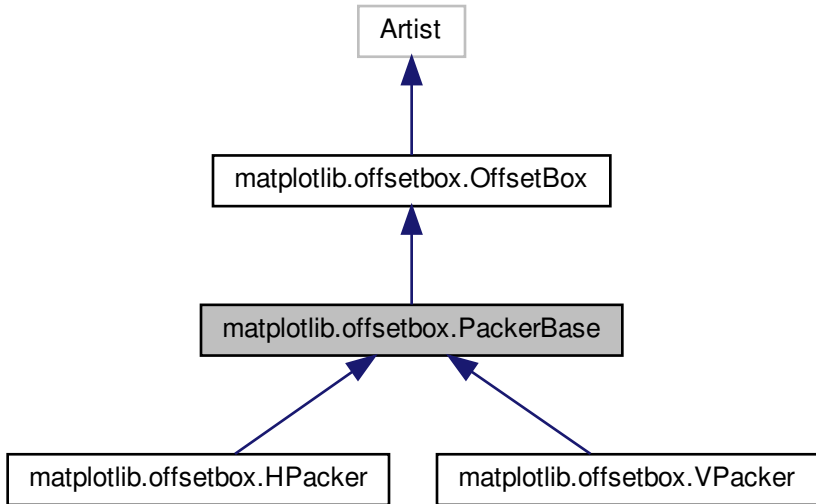 Artist
matplotlib.offsetbox.OffsetBox
matplotlib.offsetbox.PackerBase
matplotlib.offsetbox.HPacker
matplotlib.offsetbox.VPacker